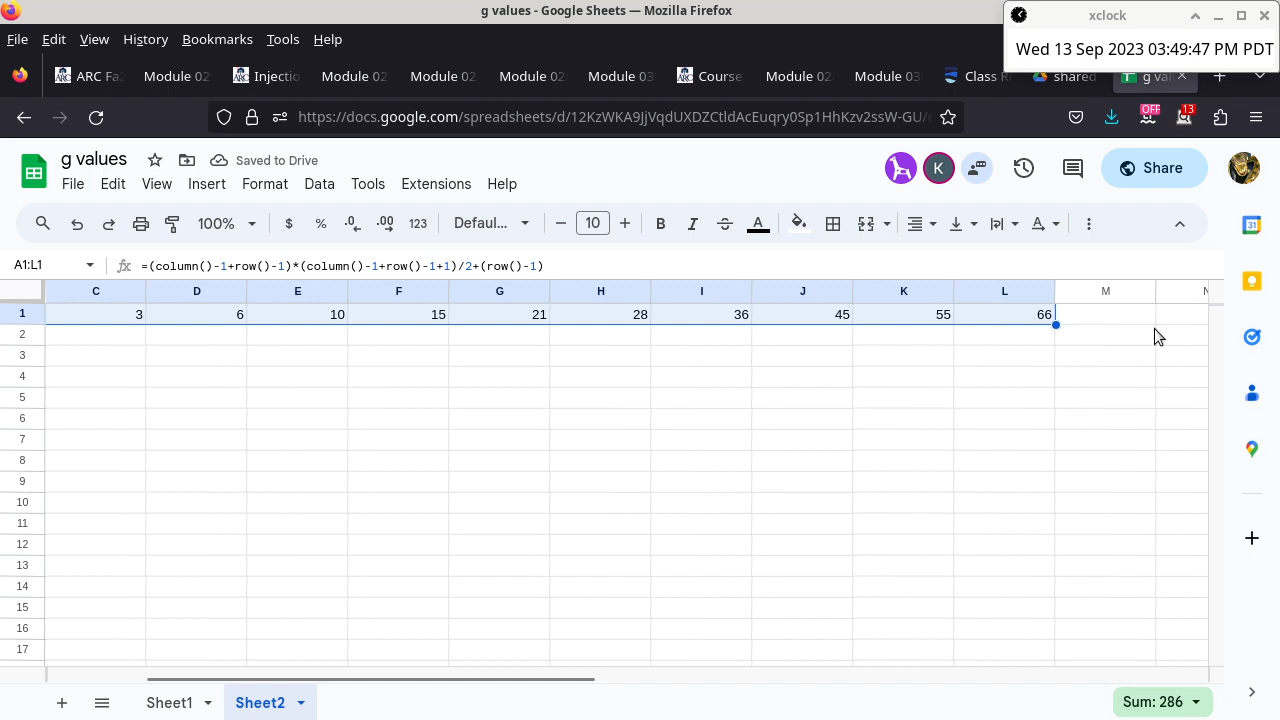 g values - Google Sheets — Mozilla Firefox
xclock
Wed 13 Sep 2023 03:49:47 PM PDT
File Edit View History Bookmarks Tools Help
ARC Fa Module 02 Injectio Module 02 Module 02 Module 02 Module 03 Course Module 02 Module 03 Class R shared g val
https://docs.google.com/spreadsheets/d/12KzWKA9JjVqdUXDZCtldAcEuqry0Sp1HhKzv2ssW-GU/
OFF 13
g values Saved to Drive
K Share
File Edit View Insert Format Data Tools Extensions Help
100% $ % .0 .00 123 Defaul... 10 B I S A
31
A1:L1 fx =(column()-1+row()-1)*(column()-1+row()-1+1)/2+(row()-1)
C D E F G H I J K L M N
1 3 6 10 15 21 28 36 45 55 66
2
3
4
5
6
7
8
9
10
11
12
13
14
15
16
17
Sheet1 Sheet2 Sum: 286